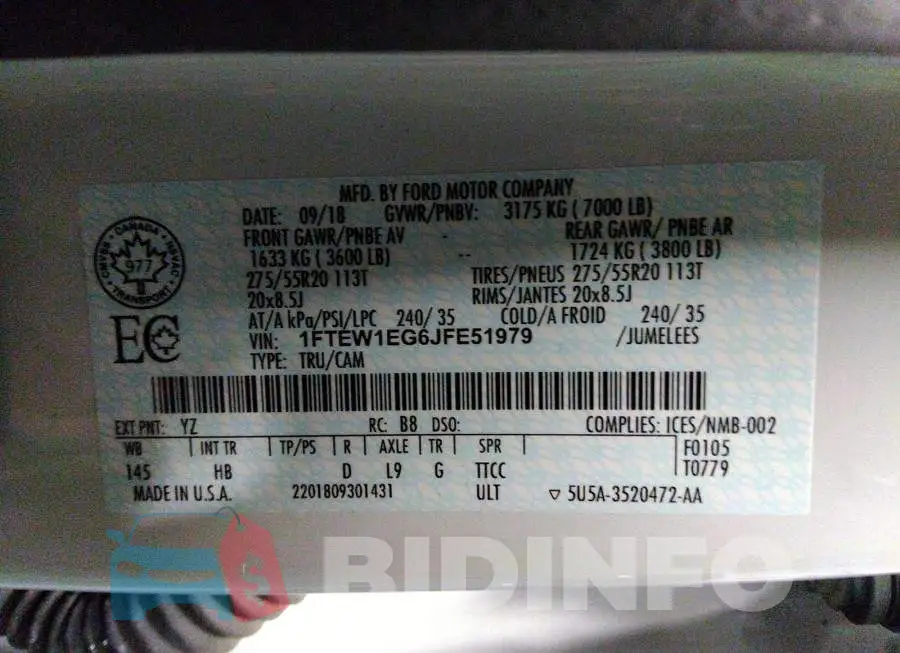 MFD. BY FORD MOTOR COMPANY
DATE: 09/18 GVWR/PNBV: 3175 KG ( 7000 LB)
FRONT GAWR/PNBE AV - REAR GAWR/ PNBE AR
1633 KG ( 3600 LB) -- 1724 KG ( 3800 LB)
275/55R20 113T TIRES/PNEUS 275/55R20 113T
20x8.5J RIMS/JANTES 20x8.5J
AT/A kPa/PSI/LPC 240/ 35 COLD/A FROID 240/ 35
VIN: 1FTEW1EG6JFE51979 /JUMELEES
TYPE: TRU/CAM
CANADA
CMVSS NSVAC
977
TRANSPORT
EC
EXT PNT: YZ RC: B8 DSO: COMPLIES: ICES/NMB-002
WB INT TR TP/PS R AXLE TR SPR F0105
145 HB D L9 G TTCC T0779
MADE IN U.S.A. 2201809301431 ULT ▽ 5U5A-3520472-AA
$ BIDINFO